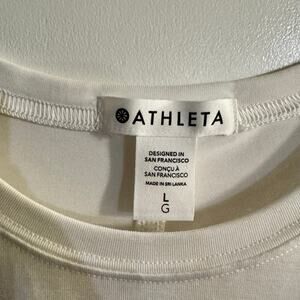 ATHLETA
DESIGNED IN
SAN FRANCISCO
CONÇU À
SAN FRANCISCO
MADE IN SRI LANKA
L
G